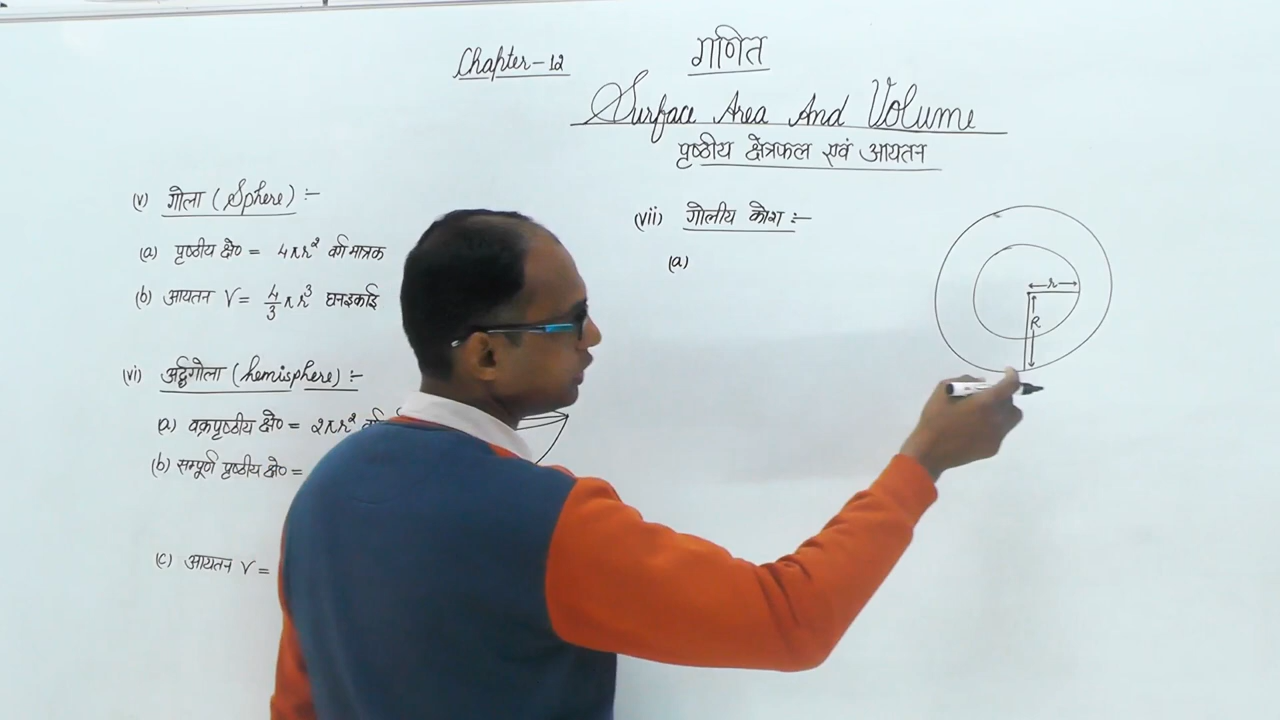 Chapter-12
गणित
Surface Area And Volume
पृष्ठीय क्षेत्रफल एवं आयतन
(v) गोला (Sphere) :-
(a) पृष्ठीय क्षे० = 4πr² वर्ग मात्रक
(b) आयतन V = 4/3 πr³ घनइकाई
(vi) अर्द्धगोला (hemisphere) :-
(a) वक्रपृष्ठीय क्षे० = 2πr²
(b) सम्पूर्ण पृष्ठीय क्षे० =
(c) आयतन V =
(vii) गोलीय कोश :-
(a)
r
R